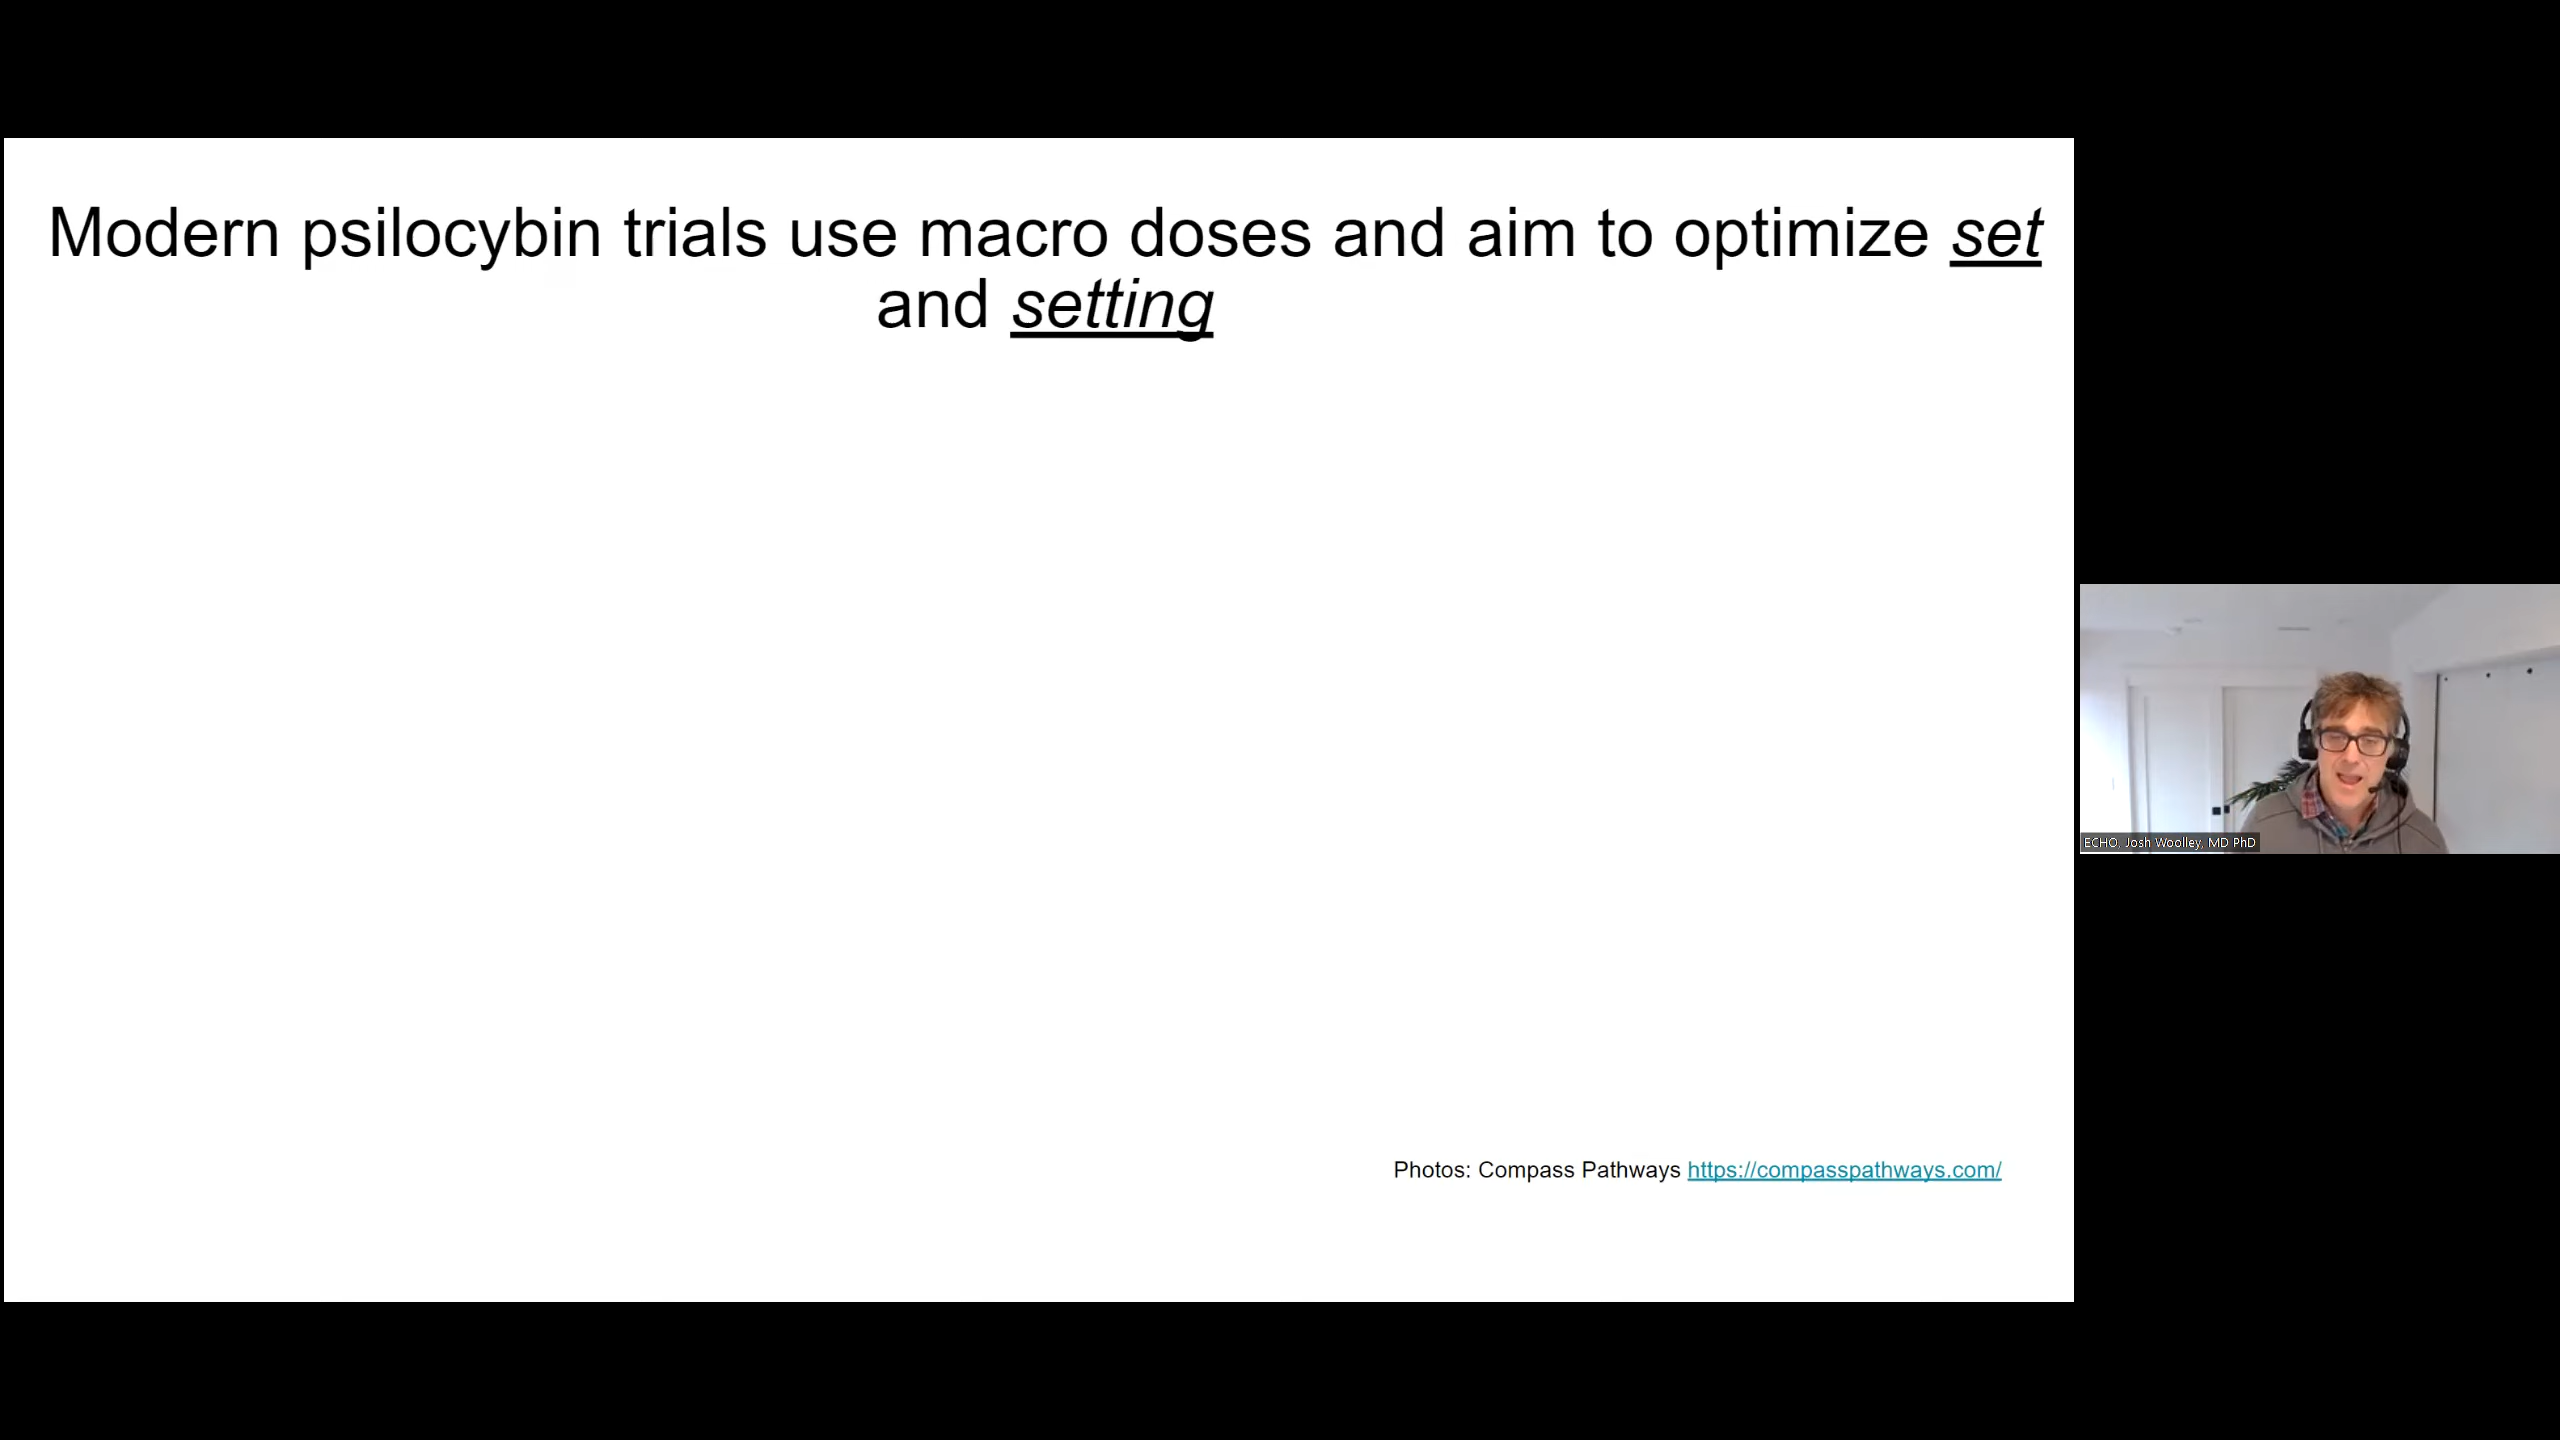 Modern psilocybin trials use macro doses and aim to optimize set
and setting
Photos: Compass Pathways https://compasspathways.com/
ECHO, Josh Woolley, MD PhD